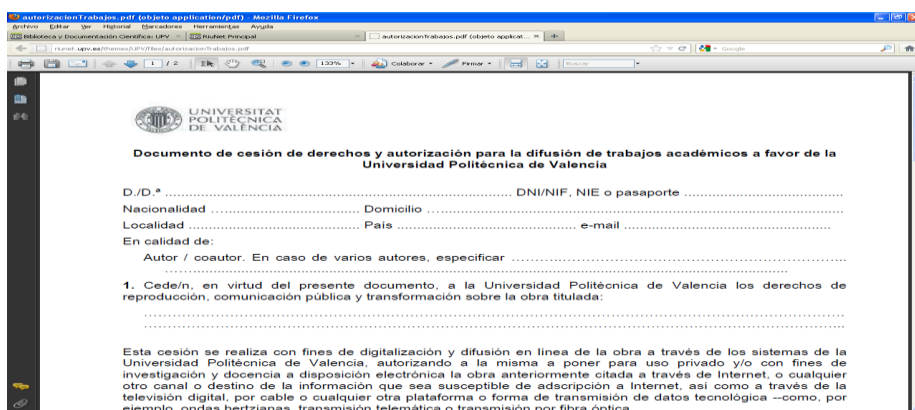 autorizacionTrabajos.pdf (objeto application/pdf) - Mozilla Firefox
Archivo Editar Ver Historial Marcadores Herramientas Ayuda
Biblioteca y Documentación Científica: UPV
RiuNet Principal
autorizacionTrabajos.pdf (objeto applicat...
riunet.upv.es/themes/UPV/files/autorizacionTrabajos.pdf
Google
1 / 2
133%
Colaborar
Firmar
Buscar
UNIVERSITAT
POLITÈCNICA
DE VALÈNCIA
Documento de cesión de derechos y autorización para la difusión de trabajos académicos a favor de la
Universidad Politécnica de Valencia
D./D.ª ........................................ DNI/NIF, NIE o pasaporte ........................................
Nacionalidad ........................................ Domicilio ........................................
Localidad ........................................ País ........................................ e-mail ........................................
En calidad de:
Autor / coautor. En caso de varios autores, especificar ........................................
........................................
1. Cede/n, en virtud del presente documento, a la Universidad Politécnica de Valencia los derechos de
reproducción, comunicación pública y transformación sobre la obra titulada:
........................................
........................................
Esta cesión se realiza con fines de digitalización y difusión en línea de la obra a través de los sistemas de la
Universidad Politécnica de Valencia, autorizando a la misma a poner para uso privado y/o con fines de
investigación y docencia a disposición electrónica la obra anteriormente citada a través de Internet, o cualquier
otro canal o destino de la información que sea susceptible de adscripción a Internet, así como a través de la
televisión digital, por cable o cualquier otra plataforma o forma de transmisión de datos tecnológica --como, por
ejemplo, ondas hertzianas, transmisión telemática o transmisión por fibra óptica.